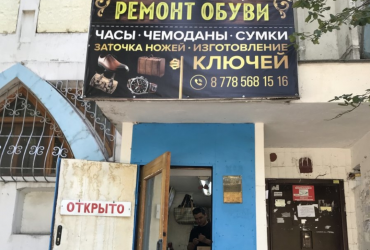 РЕМОНТ ОБУВИ
ЧАСЫ · ЧЕМОДАНЫ · СУМКИ
ЗАТОЧКА НОЖЕЙ · ИЗГОТОВЛЕНИЕ
КЛЮЧЕЙ
8 778 568 15 16
ОТКРЫТО